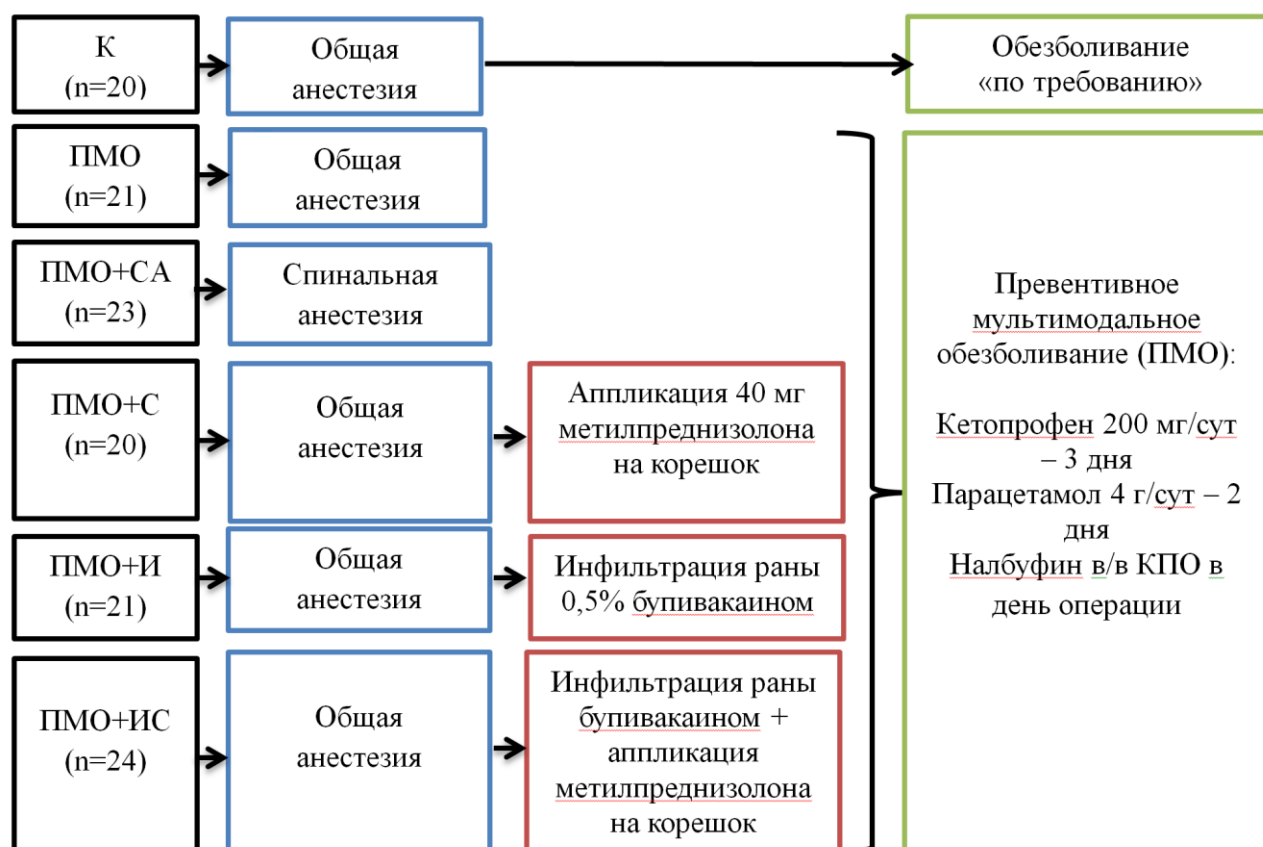 К
(n=20)
Общая
анестезия
Обезболивание
«по требованию»
ПМО
(n=21)
Общая
анестезия
ПМО+СА
(n=23)
Спинальная
анестезия
ПМО+С
(n=20)
Общая
анестезия
Аппликация 40 мг
метилпреднизолона
на корешок
ПМО+И
(n=21)
Общая
анестезия
Инфильтрация раны
0,5% бупивакаином
ПМО+ИС
(n=24)
Общая
анестезия
Инфильтрация раны
бупивакаином +
аппликация
метилпреднизолона
на корешок
Превентивное
мультимодальное
обезболивание (ПМО):
Кетопрофен 200 мг/сут
– 3 дня
Парацетамол 4 г/сут – 2
дня
Налбуфин в/в КПО в
день операции